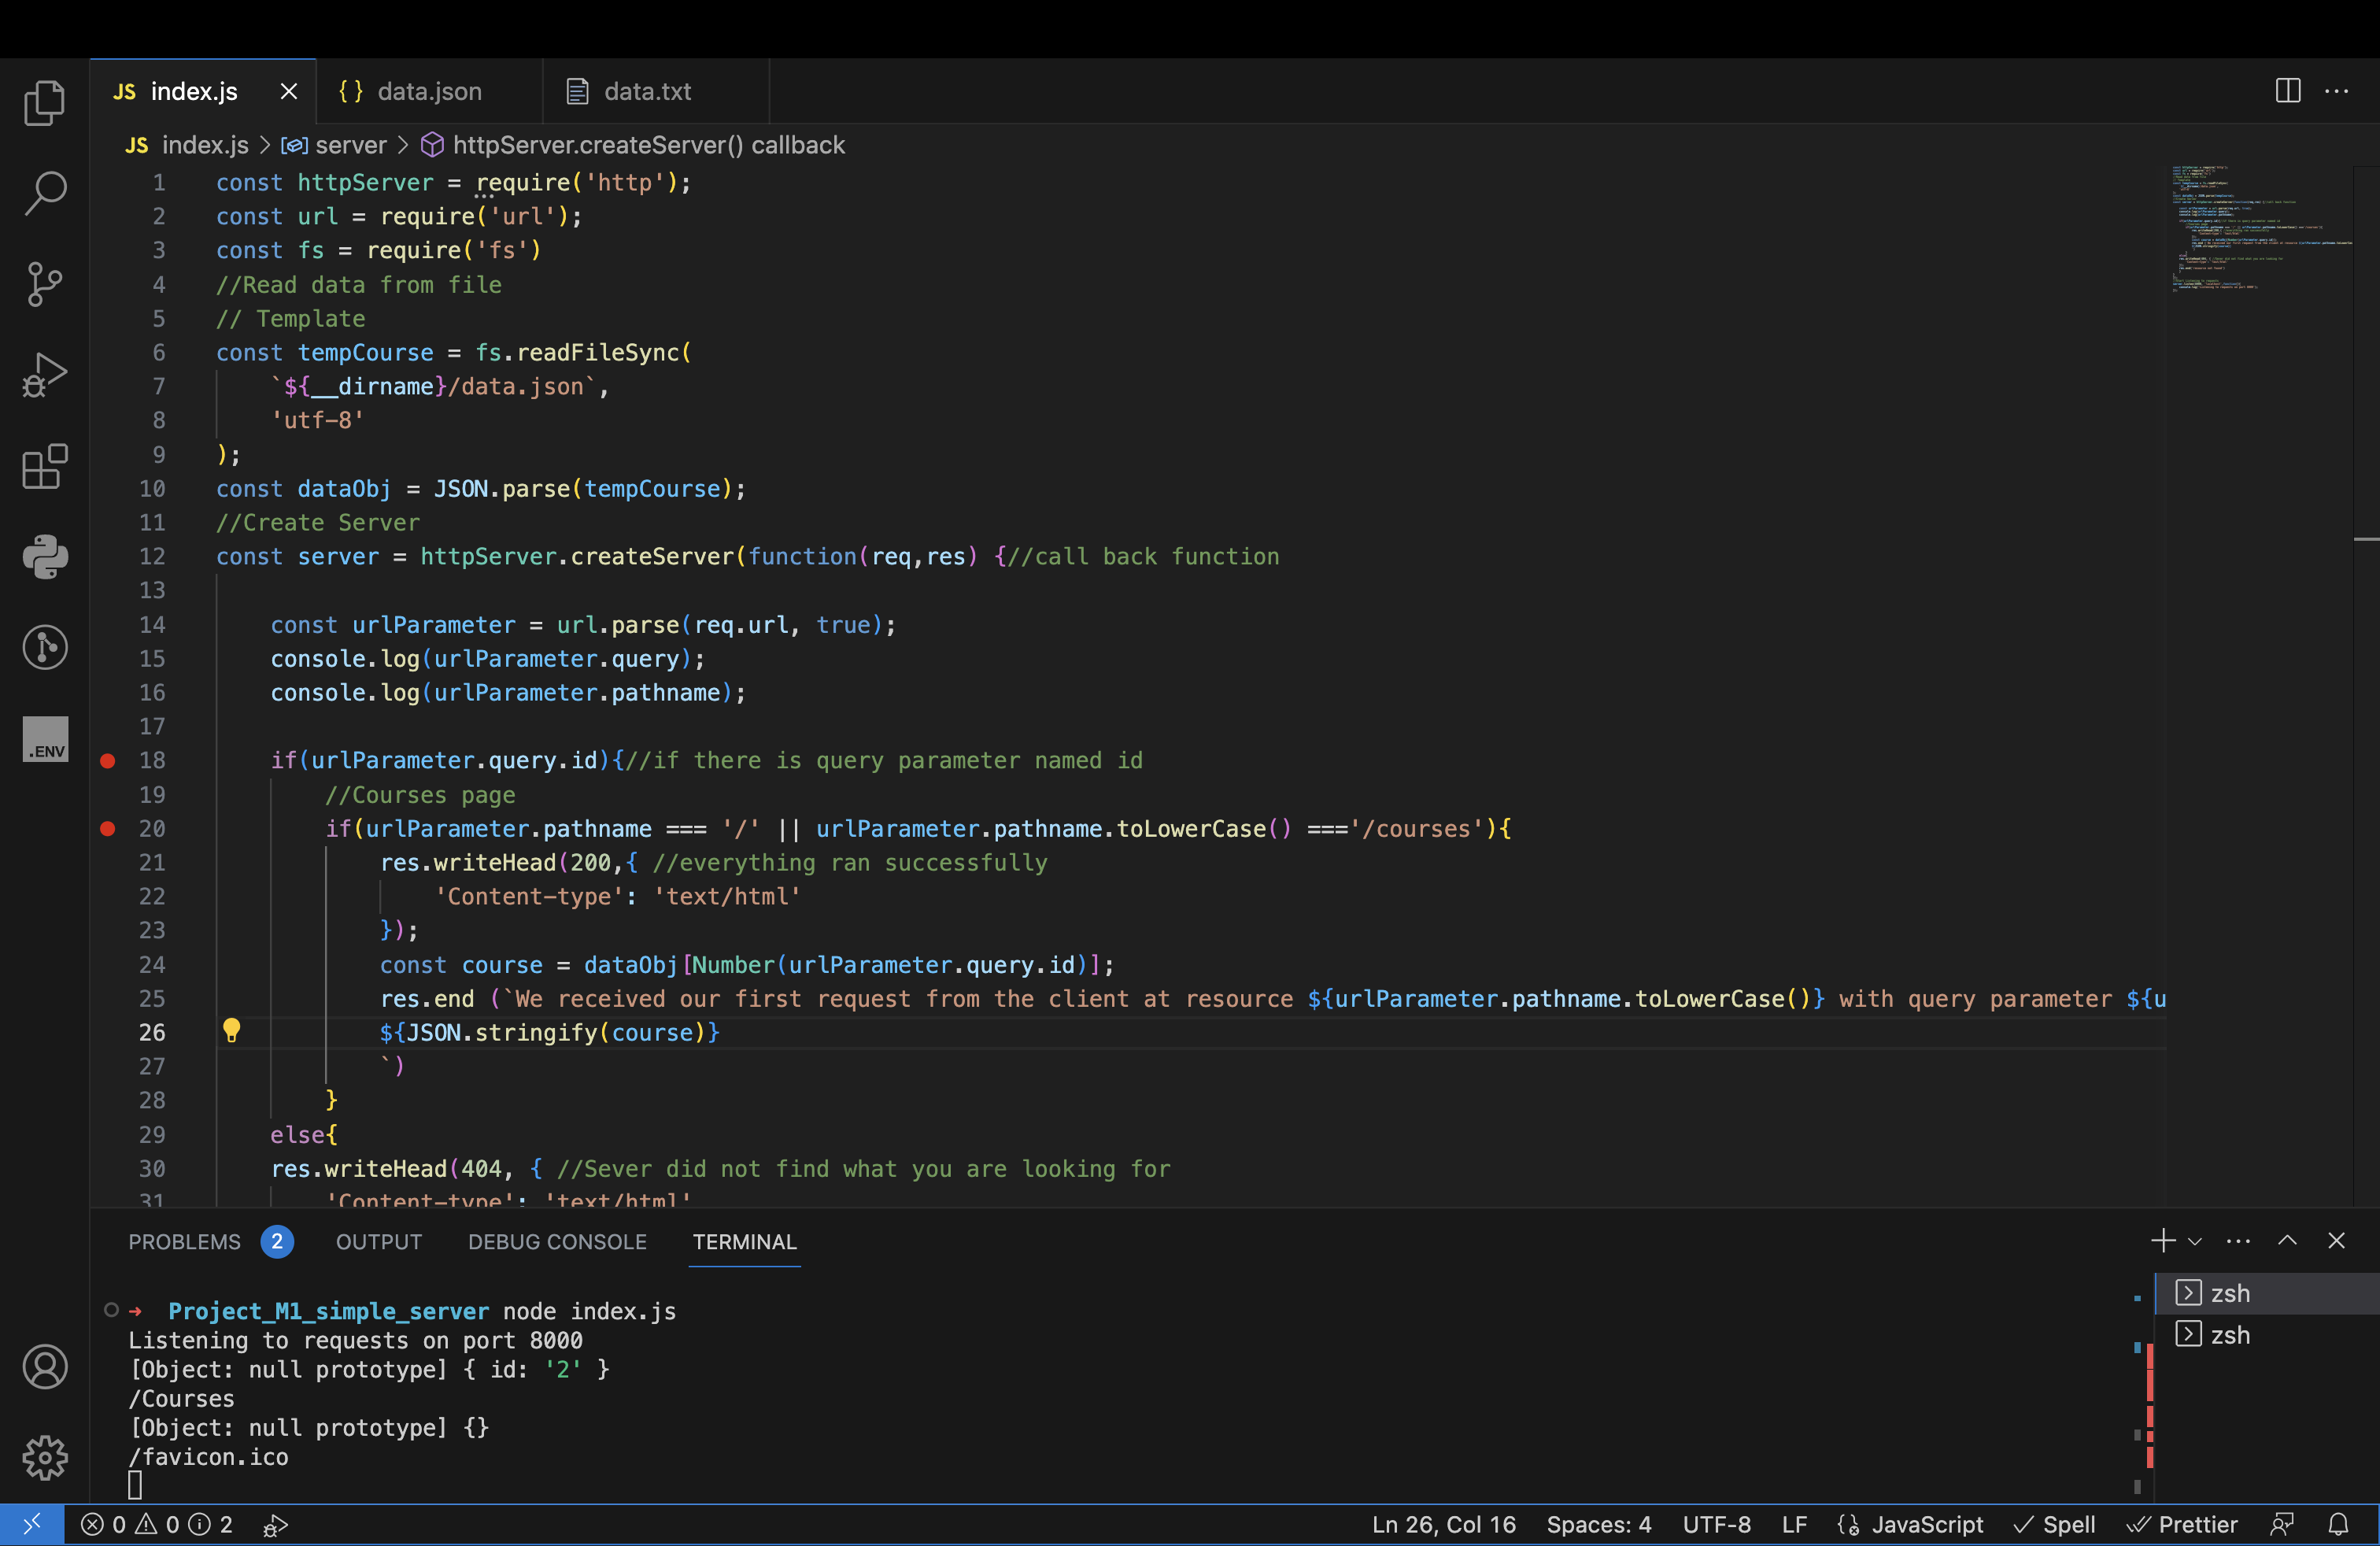 JS index.js
{ } data.json
data.txt
JS index.js > server > httpServer.createServer() callback
1 const httpServer = require('http');
2 const url = require('url');
3 const fs = require('fs')
4 //Read data from file
5 // Template
6 const tempCourse = fs.readFileSync(
7 `${__dirname}/data.json`,
8 'utf-8'
9 );
10 const dataObj = JSON.parse(tempCourse);
11 //Create Server
12 const server = httpServer.createServer(function(req,res) {//call back function
13
14 const urlParameter = url.parse(req.url, true);
15 console.log(urlParameter.query);
16 console.log(urlParameter.pathname);
17
18 if(urlParameter.query.id){//if there is query parameter named id
19 //Courses page
20 if(urlParameter.pathname === '/' || urlParameter.pathname.toLowerCase() ==='/courses'){
21 res.writeHead(200,{ //everything ran successfully
22 'Content-type': 'text/html'
23 });
24 const course = dataObj[Number(urlParameter.query.id)];
25 res.end (`We received our first request from the client at resource ${urlParameter.pathname.toLowerCase()} with query parameter ${u
26 ${JSON.stringify(course)}
27 `)
28 }
29 else{
30 res.writeHead(404, { //Sever did not find what you are looking for
31 'Content-type': 'text/html'
.ENV
PROBLEMS 2 OUTPUT DEBUG CONSOLE TERMINAL
→ Project_M1_simple_server node index.js
Listening to requests on port 8000
[Object: null prototype] { id: '2' }
/Courses
[Object: null prototype] {}
/favicon.ico
zsh
zsh
0 0 2 Ln 26, Col 16 Spaces: 4 UTF-8 LF JavaScript Spell Prettier